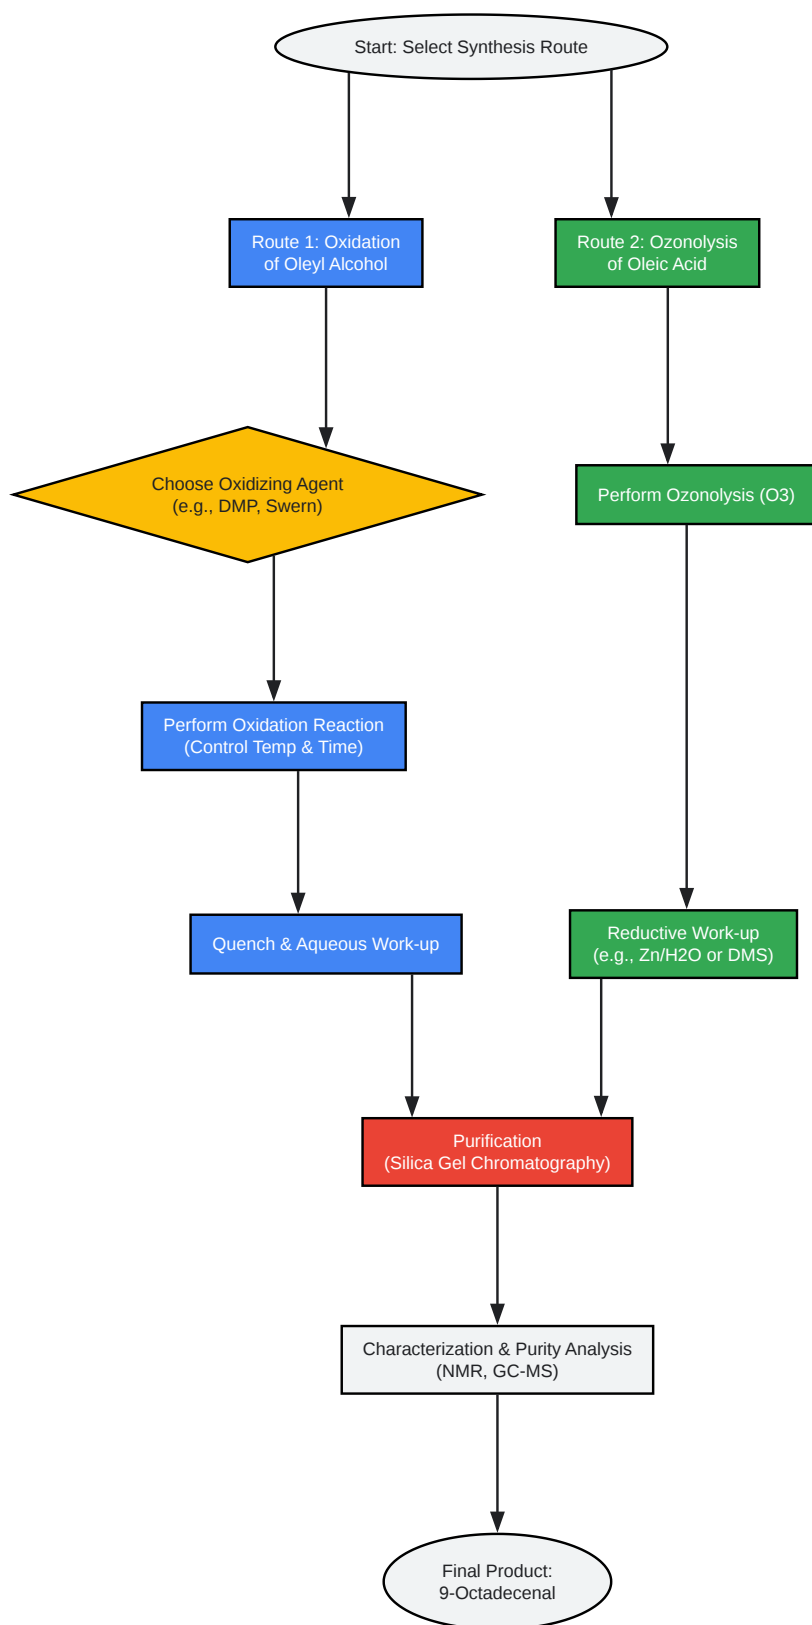 Start: Select Synthesis Route
Route 1: Oxidation
of Oleyl Alcohol
Route 2: Ozonolysis
of Oleic Acid
Choose Oxidizing Agent
(e.g., DMP, Swern)
Perform Ozonolysis (O3)
Perform Oxidation Reaction
(Control Temp & Time)
Quench & Aqueous Work-up
Reductive Work-up
(e.g., Zn/H2O or DMS)
Purification
(Silica Gel Chromatography)
Characterization & Purity Analysis
(NMR, GC-MS)
Final Product:
9-Octadecenal